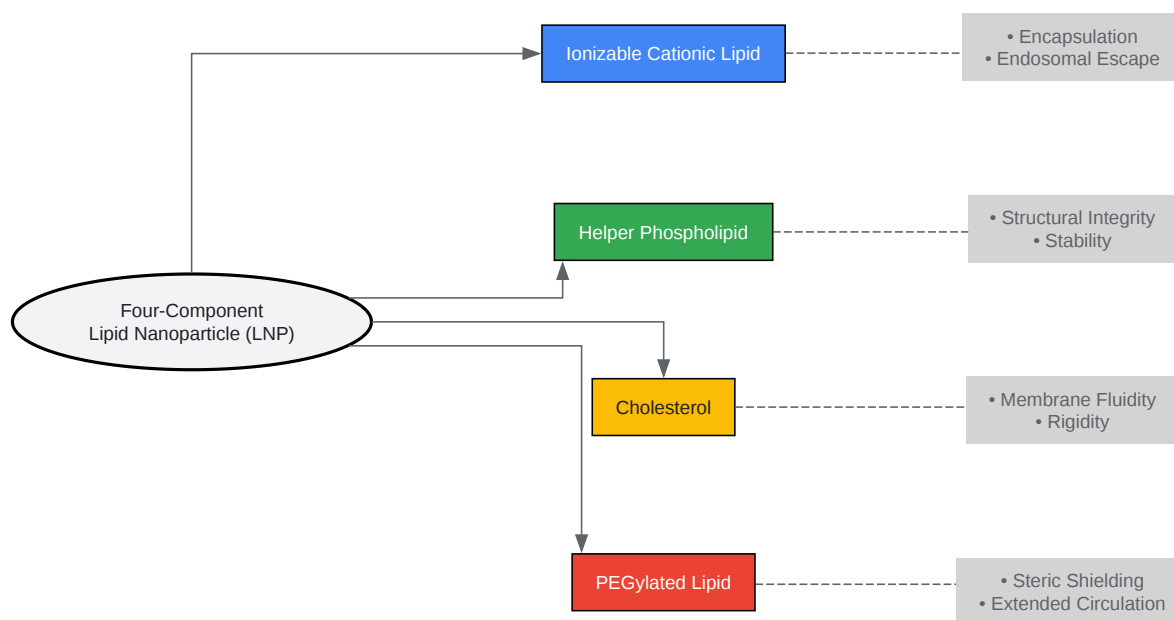 Ionizable Cationic Lipid
• Encapsulation
• Endosomal Escape
Helper Phospholipid
• Structural Integrity
• Stability
Four-Component
Lipid Nanoparticle (LNP)
Cholesterol
• Membrane Fluidity
• Rigidity
PEGylated Lipid
• Steric Shielding
• Extended Circulation